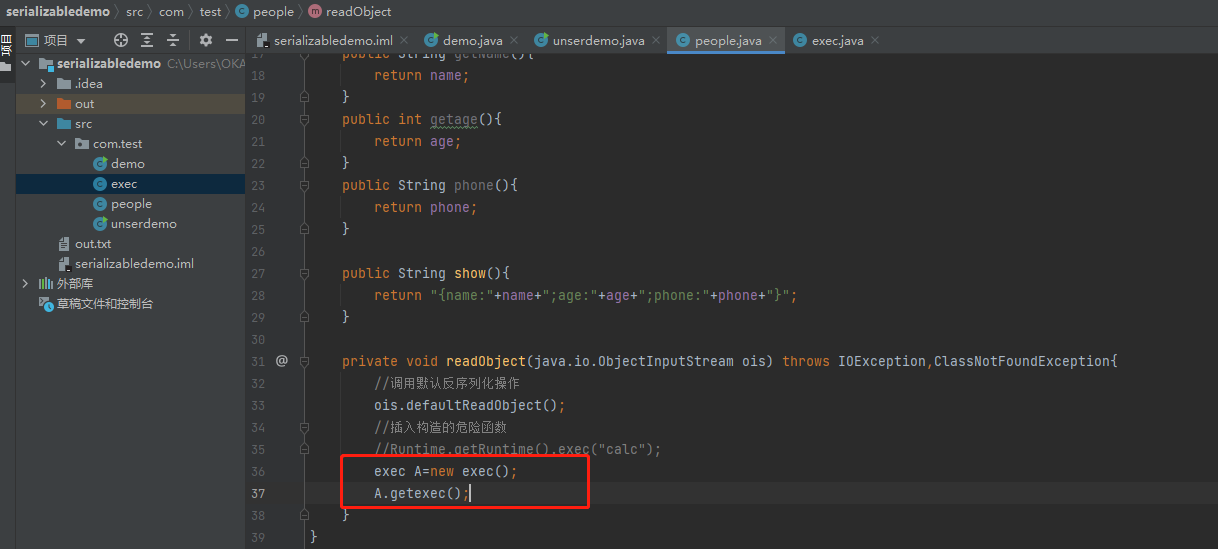 serializabledemo 〉 src 〉 com 〉 test 〉 people 〉 readObject
项目
项目
serializabledemo.iml
demo.java
unserdemo.java
people.java
exec.java
serializabledemo C:\Users\OKA
.idea
out
src
com.test
demo
exec
people
unserdemo
out.txt
serializabledemo.iml
外部库
草稿文件和控制台
17 public String getName(){
18 return name;
19 }
20 public int getage(){
21 return age;
22 }
23 public String phone(){
24 return phone;
25 }
26
27 public String show(){
28 return "{name:"+name+";age:"+age+";phone:"+phone+"}";
29 }
30
31 @ private void readObject(java.io.ObjectInputStream ois) throws IOException,ClassNotFoundException{
32 //调用默认反序列化操作
33 ois.defaultReadObject();
34 //插入构造的危险函数
35 //Runtime.getRuntime().exec("calc");
36 exec A=new exec();
37 A.getexec();
38 }
39 }